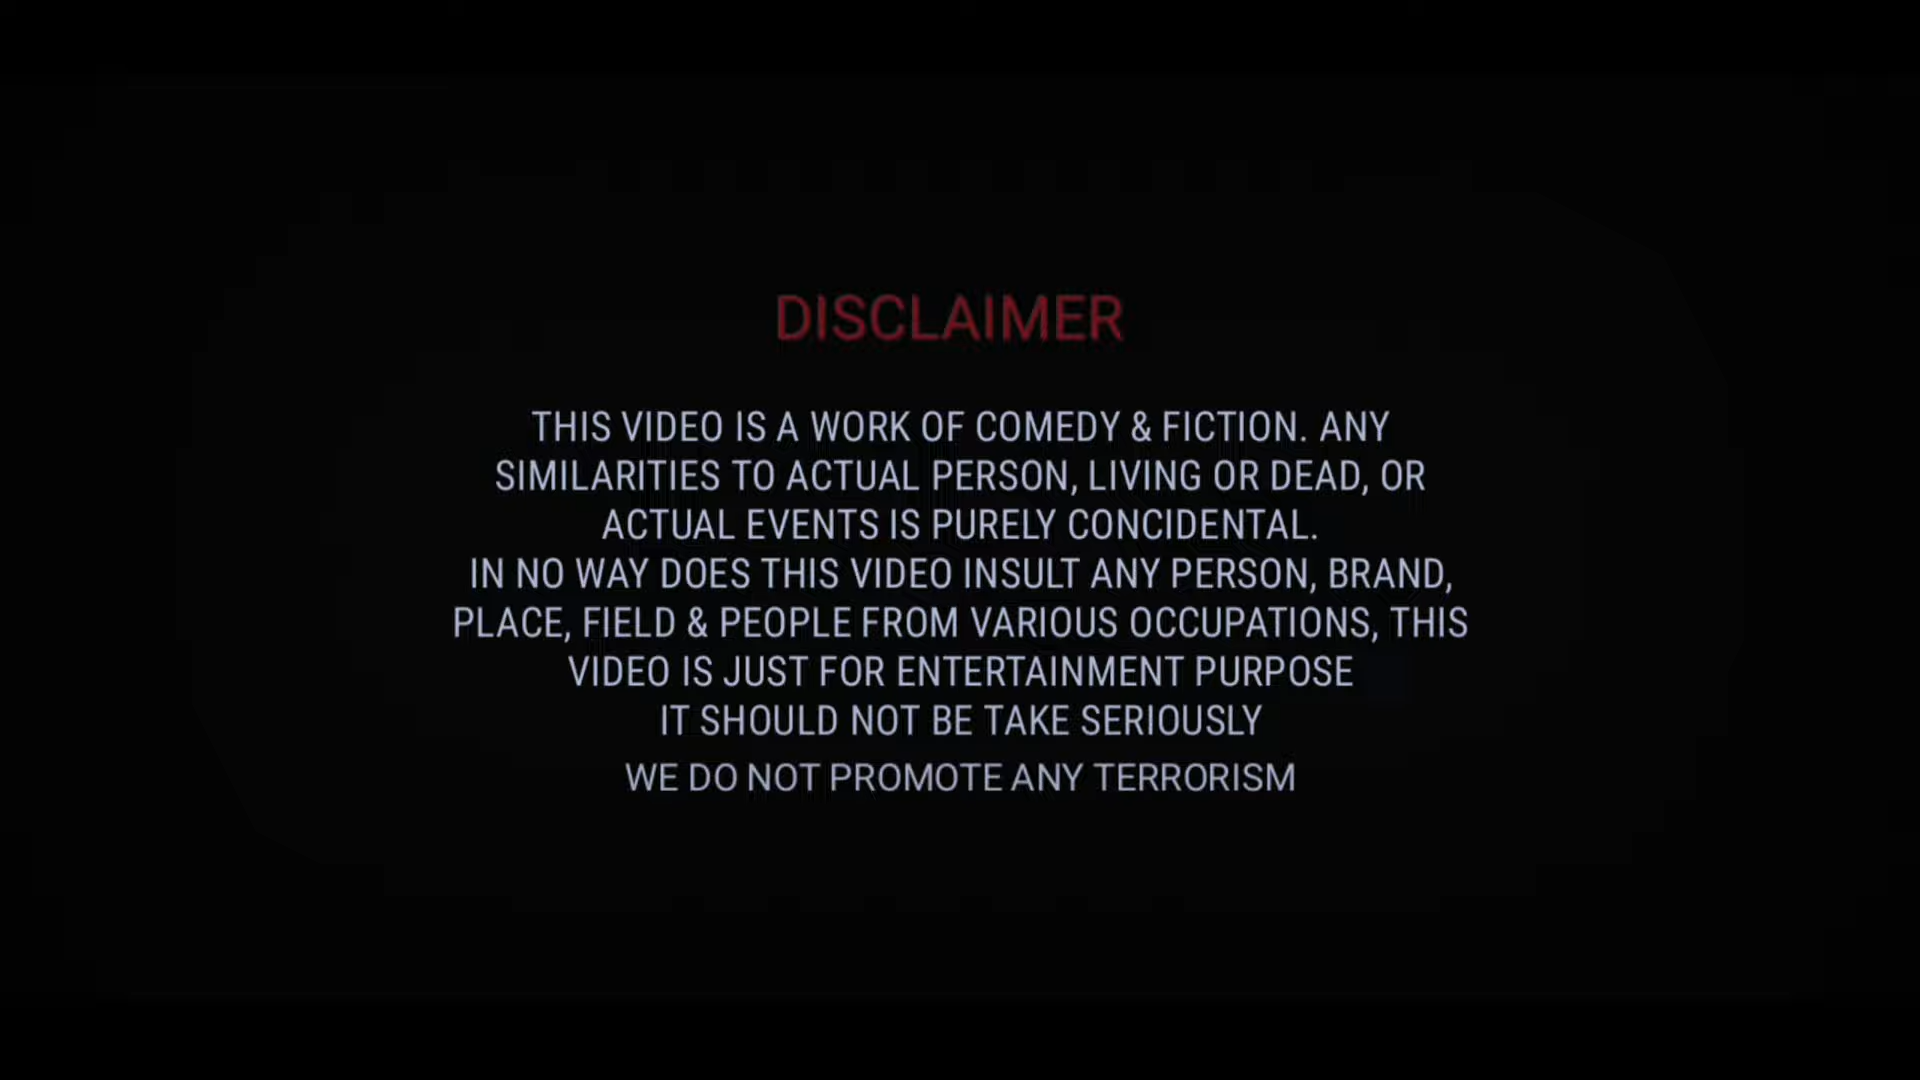 DISCLAIMER
THIS VIDEO IS A WORK OF COMEDY & FICTION. ANY
SIMILARITIES TO ACTUAL PERSON, LIVING OR DEAD, OR
ACTUAL EVENTS IS PURELY CONCIDENTAL.
IN NO WAY DOES THIS VIDEO INSULT ANY PERSON, BRAND,
PLACE, FIELD & PEOPLE FROM VARIOUS OCCUPATIONS, THIS
VIDEO IS JUST FOR ENTERTAINMENT PURPOSE
IT SHOULD NOT BE TAKE SERIOUSLY
WE DO NOT PROMOTE ANY TERRORISM